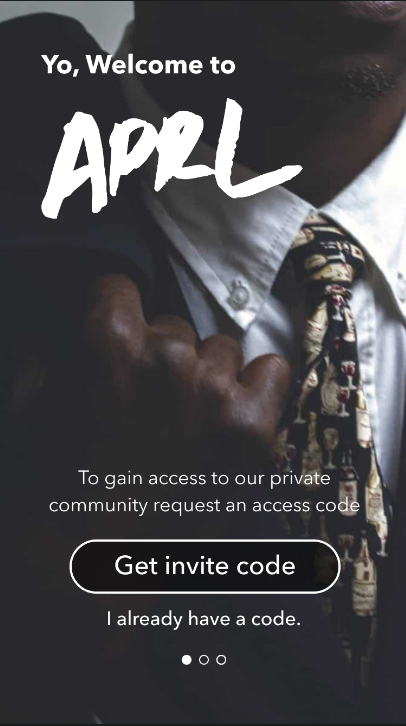 Yo, Welcome to
APRL
To gain access to our private
community request an access code
Get invite code
I already have a code.